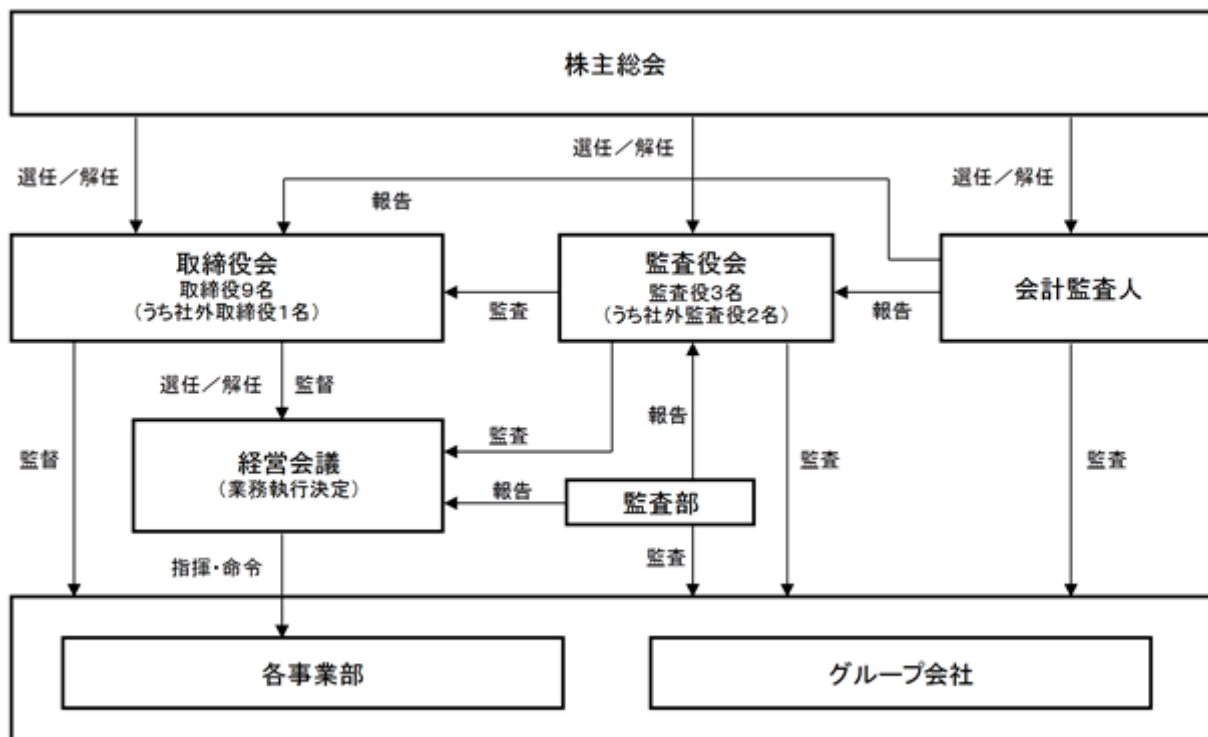 株主総会
選任／解任
選任／解任
選任／解任
報告
取締役会
取締役9名
（うち社外取締役1名）
監査
監査役会
監査役3名
（うち社外監査役2名）
報告
会計監査人
選任／解任
監督
監督
監査
報告
監査
監査
経営会議
（業務執行決定）
報告
監査部
指揮・命令
監査
各事業部
グループ会社